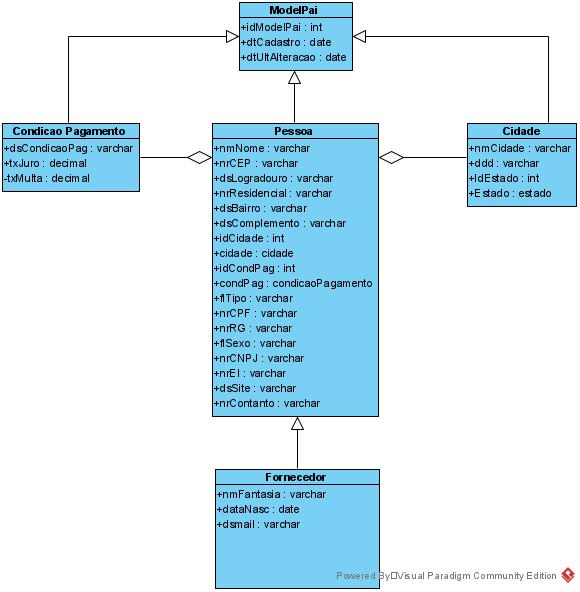 ModelPai
+idModelPai : int
+dtCadastro : date
+dtUltAlteracao : date
Condicao Pagamento
+dsCondicaoPag : varchar
+txJuro : decimal
-txMulta : decimal
Pessoa
+nmNome : varchar
+nrCEP : varchar
+dsLogradouro : varchar
+nrResidencial : varchar
+dsBairro : varchar
+dsComplemento : varchar
+idCidade : int
+cidade : cidade
+idCondPag : int
+condPag : condicaoPagamento
+flTipo : varchar
+nrCPF : varchar
+nrRG : varchar
+flSexo : varchar
+nrCNPJ : varchar
+nrEI : varchar
+dsSite : varchar
+nrContanto : varchar
Cidade
+nmCidade : varchar
+ddd : varchar
+IdEstado : int
+Estado : estado
Fornecedor
+nmFantasia : varchar
+dataNasc : date
+dsmail : varchar
Powered By Visual Paradigm Community Edition